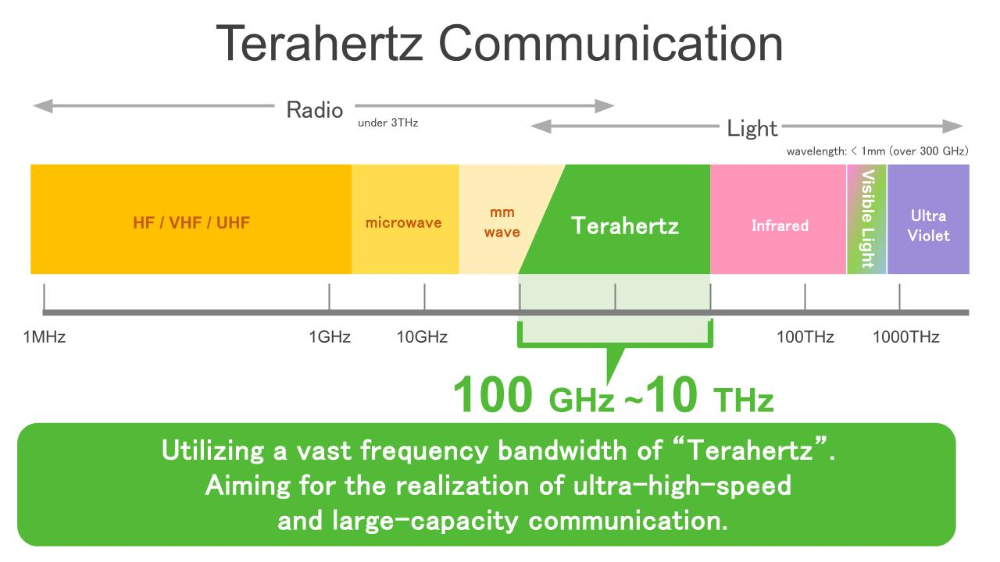 Terahertz Communication
Radio
under 3THz
Light
wavelength: < 1mm (over 300 GHz)
HF / VHF / UHF
microwave
mm
wave
Terahertz
Infrared
Visible Light
Ultra
Violet
1MHz
1GHz
10GHz
100THz
1000THz
100 GHz ~10 THz
Utilizing a vast frequency bandwidth of “Terahertz”.
Aiming for the realization of ultra-high-speed
and large-capacity communication.